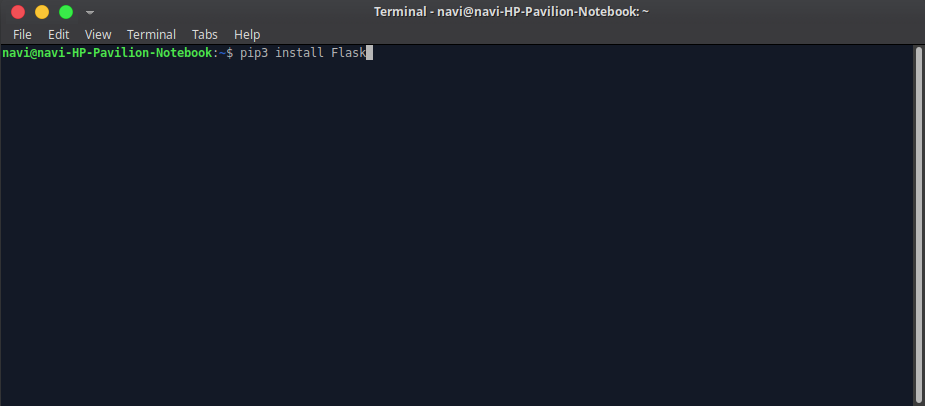 Terminal - navi@navi-HP-Pavilion-Notebook: ~
File Edit View Terminal Tabs Help
navi@navi-HP-Pavilion-Notebook:~$ pip3 install Flask